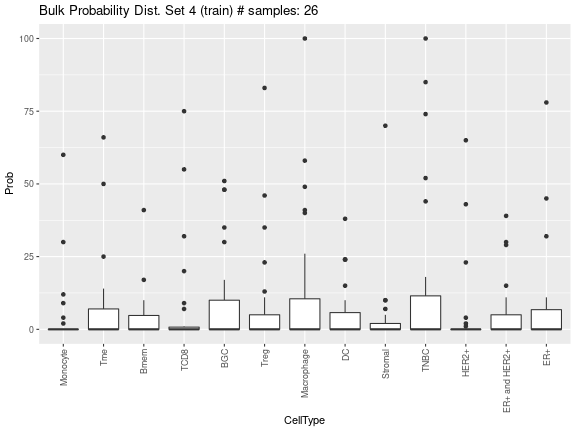 Bulk Probability Dist. Set 4 (train) # samples: 26
Prob
100
75
50
25
0
Monocyte
Tme
Bmem
TCD8
BGC
Treg
Macrophage
DC
Stromal
TNBC
HER2+
ER+ and HER2+
ER+
CellType